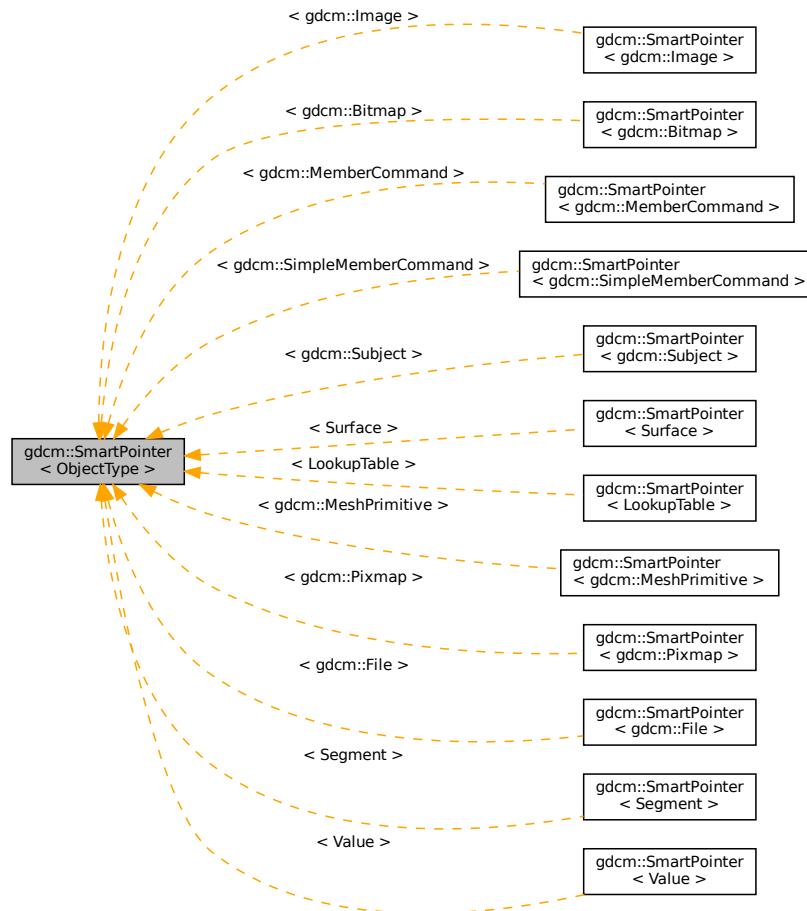 < gdcm::Image >
gdcm::SmartPointer
< gdcm::Image >
< gdcm::Bitmap >
gdcm::SmartPointer
< gdcm::Bitmap >
< gdcm::MemberCommand >
gdcm::SmartPointer
< gdcm::MemberCommand >
< gdcm::SimpleMemberCommand >
gdcm::SmartPointer
< gdcm::SimpleMemberCommand >
< gdcm::Subject >
gdcm::SmartPointer
< gdcm::Subject >
< Surface >
gdcm::SmartPointer
< Surface >
gdcm::SmartPointer
< ObjectType >
< LookupTable >
gdcm::SmartPointer
< LookupTable >
< gdcm::MeshPrimitive >
gdcm::SmartPointer
< gdcm::MeshPrimitive >
< gdcm::Pixmap >
gdcm::SmartPointer
< gdcm::Pixmap >
< gdcm::File >
gdcm::SmartPointer
< gdcm::File >
< Segment >
gdcm::SmartPointer
< Segment >
< Value >
gdcm::SmartPointer
< Value >